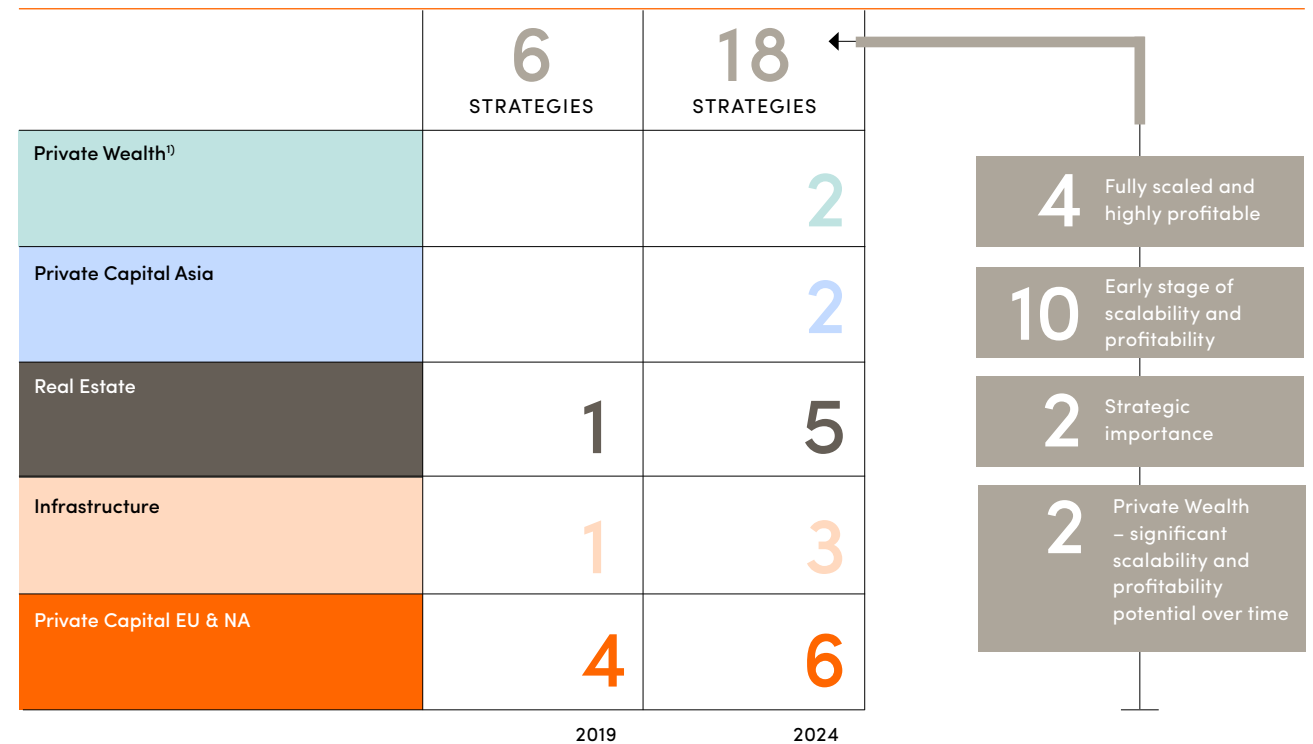 6
STRATEGIES
18
STRATEGIES
Private Wealth¹⁾
2
Private Capital Asia
2
Real Estate
1
5
Infrastructure
1
3
Private Capital EU & NA
4
6
2019
2024
4
Fully scaled and
highly profitable
10
Early stage of
scalability and
profitability
2
Strategic
importance
2
Private Wealth
– significant
scalability and
profitability
potential over time